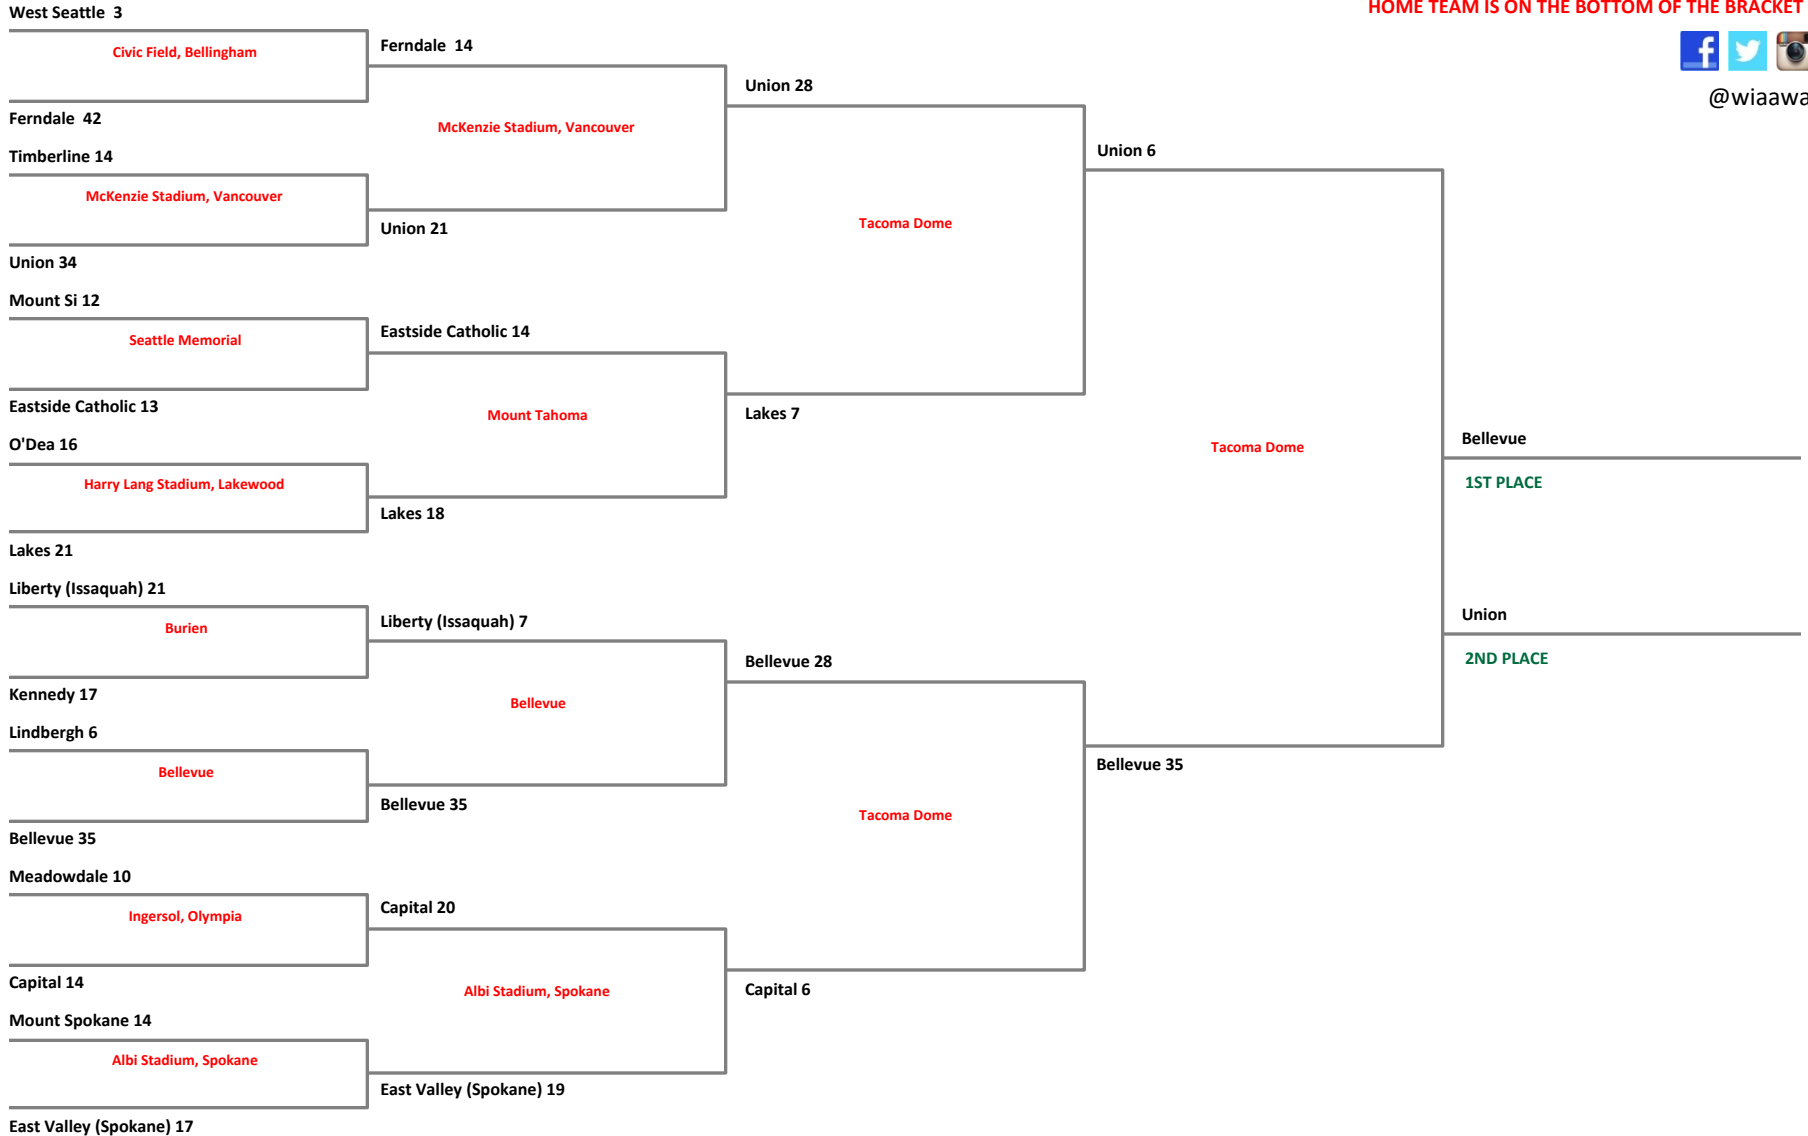 West Seattle  3
HOME TEAM IS ON THE BOTTOM OF THE BRACKET
Civic Field, Bellingham
Ferndale  14
Ferndale  42
Union 28
@wiaawa
McKenzie Stadium, Vancouver
Timberline 14
Union 6
McKenzie Stadium, Vancouver
Union 21
Tacoma Dome
Union 34
Mount Si 12
Seattle Memorial
Eastside Catholic 14
Eastside Catholic 13
Mount Tahoma
Lakes 7
O'Dea 16
Tacoma Dome
Bellevue
Harry Lang Stadium, Lakewood
1ST PLACE
Lakes 18
Lakes 21
Liberty (Issaquah) 21
Burien
Liberty (Issaquah) 7
Union
Kennedy 17
Bellevue 28
2ND PLACE
Bellevue
Lindbergh 6
Bellevue
Bellevue 35
Bellevue 35
Tacoma Dome
Bellevue 35
Meadowdale 10
Ingersol, Olympia
Capital 20
Capital 14
Albi Stadium, Spokane
Capital 6
Mount Spokane 14
Albi Stadium, Spokane
East Valley (Spokane) 19
East Valley (Spokane) 17